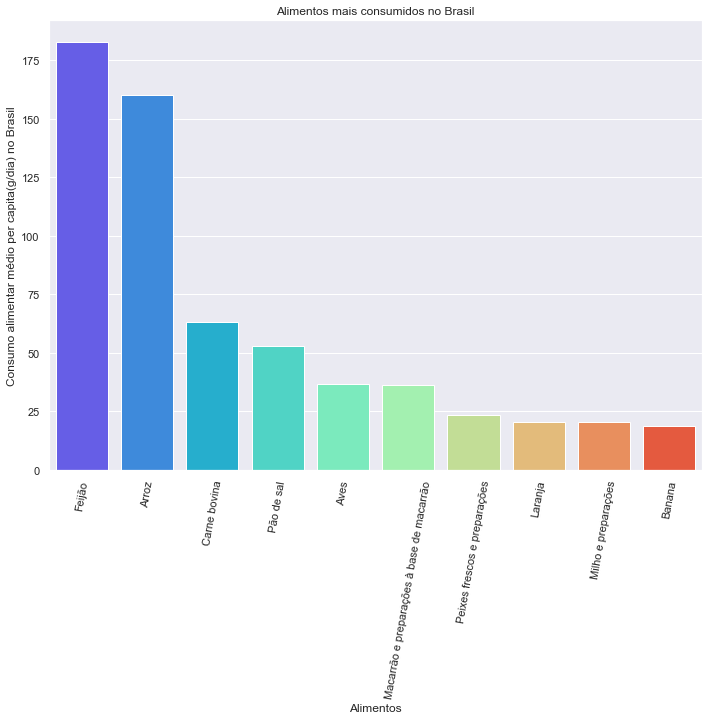 Alimentos mais consumidos no Brasil
Consumo alimentar médio per capita(g/dia) no Brasil
175
150
125
100
75
50
25
0
Feijão
Arroz
Carne bovina
Pão de sal
Aves
Macarrão e preparações à base de macarrão
Peixes frescos e preparações
Laranja
Milho e preparações
Banana
Alimentos